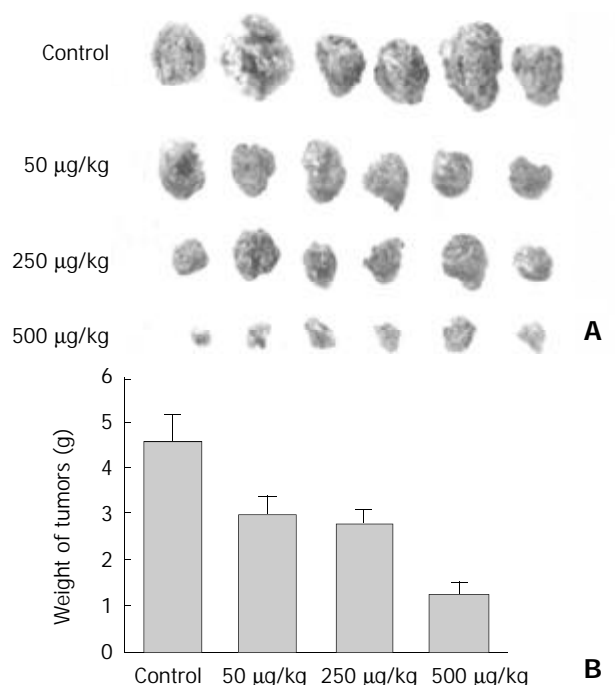 Control
50 µg/kg
250 µg/kg
500 µg/kg
A
6
5
4
3
2
1
0
Weight of tumors (g)
Control 50 µg/kg 250 µg/kg 500 µg/kg
B